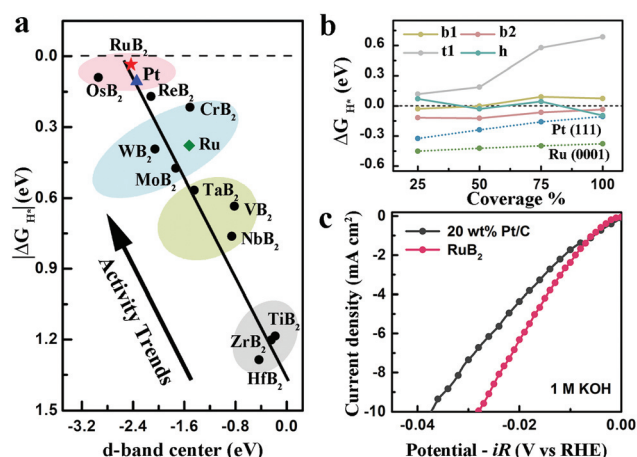 a
RuB2
0.0
Pt
OsB2
ReB2
CrB2
0.3
WB2
Ru
MoB2
TaB2
0.6
VB2
NbB2
0.9
TiB2
1.2
ZrB2
HfB2
1.5
|ΔG H*| (eV)
Activity Trends
-3.2 -2.4 -1.6 -0.8 0.0
d-band center (eV)
b
b1 b2
t1 h
0.6
0.3
0.0
-0.3
-0.6
ΔG H* (eV)
Pt (111)
Ru (0001)
25 50 75 100
Coverage %
c
20 wt% Pt/C
RuB2
0
-2
-4
-6
-8
-10
Current density (mA cm2)
1 M KOH
-0.04 -0.02 0.00
Potential - iR (V vs RHE)